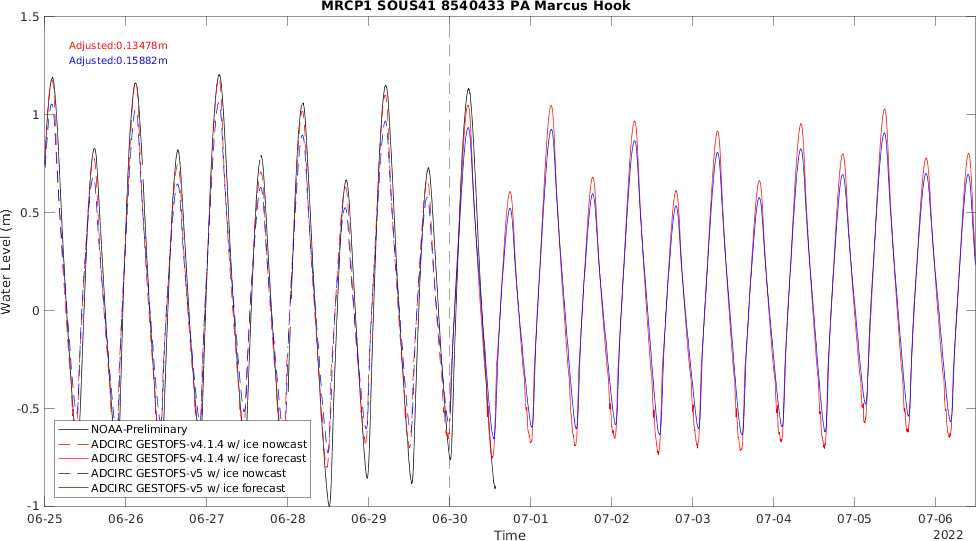 MRCP1 SOUS41 8540433 PA Marcus Hook
1.5
Adjusted:0.13478m
Adjusted:0.15882m
1
0.5
Water Level (m)
0
-0.5
NOAA-Preliminary
ADCIRC GESTOFS-v4.1.4 w/ ice nowcast
ADCIRC GESTOFS-v4.1.4 w/ ice forecast
ADCIRC GESTOFS-v5 w/ ice nowcast
ADCIRC GESTOFS-v5 w/ ice forecast
-1
06-25 06-26 06-27 06-28 06-29 06-30 07-01 07-02 07-03 07-04 07-05 07-06
Time
2022